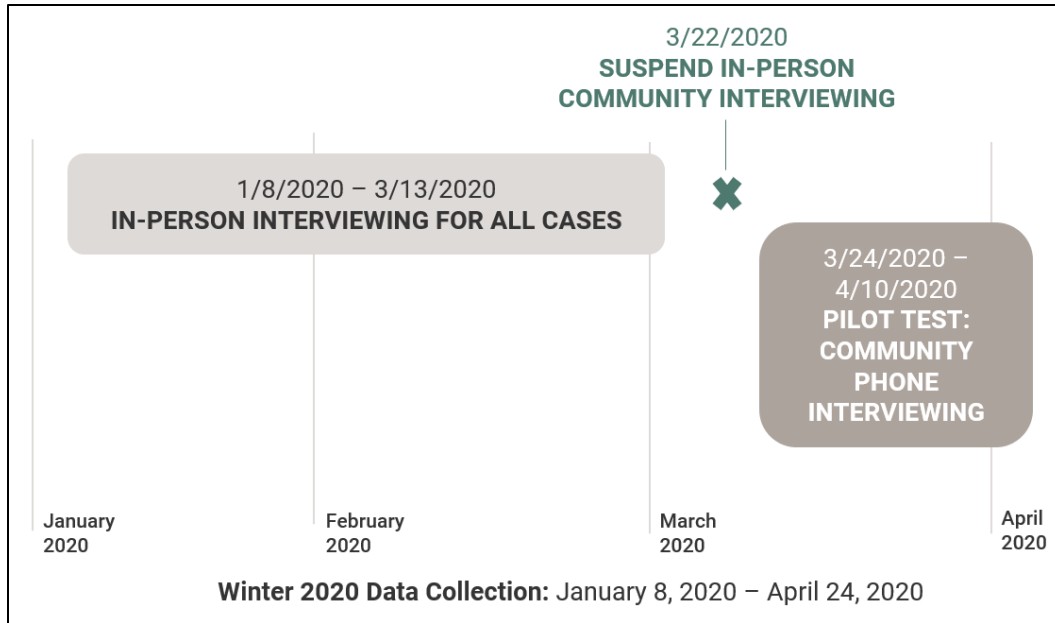 3/22/2020
SUSPEND IN-PERSON
COMMUNITY INTERVIEWING
1/8/2020 – 3/13/2020
IN-PERSON INTERVIEWING FOR ALL CASES
3/24/2020 –
4/10/2020
PILOT TEST:
COMMUNITY
PHONE
INTERVIEWING
January
2020
February
2020
March
2020
April
2020
Winter 2020 Data Collection: January 8, 2020 – April 24, 2020